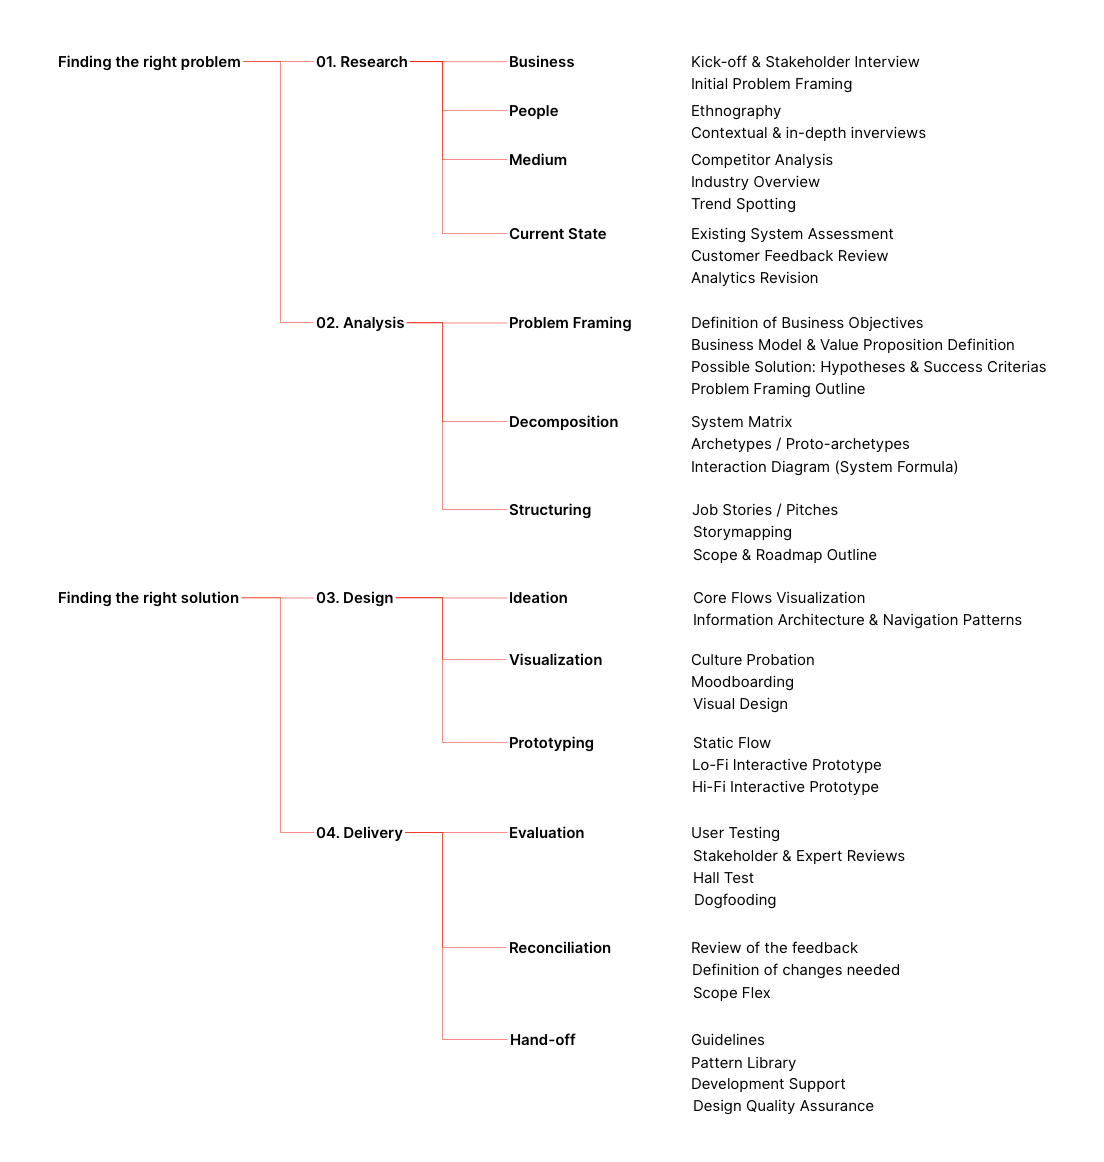 Finding the right problem
01. Research
Business
Kick-off & Stakeholder Interview
Initial Problem Framing
People
Ethnography
Contextual & in-depth inverviews
Medium
Competitor Analysis
Industry Overview
Trend Spotting
Current State
Existing System Assessment
Customer Feedback Review
Analytics Revision
02. Analysis
Problem Framing
Definition of Business Objectives
Business Model & Value Proposition Definition
Possible Solution: Hypotheses & Success Criterias
Problem Framing Outline
Decomposition
System Matrix
Archetypes / Proto-archetypes
Interaction Diagram (System Formula)
Structuring
Job Stories / Pitches
Storymapping
Scope & Roadmap Outline
Finding the right solution
03. Design
Ideation
Core Flows Visualization
Information Architecture & Navigation Patterns
Visualization
Culture Probation
Moodboarding
Visual Design
Prototyping
Static Flow
Lo-Fi Interactive Prototype
Hi-Fi Interactive Prototype
04. Delivery
Evaluation
User Testing
Stakeholder & Expert Reviews
Hall Test
Dogfooding
Reconciliation
Review of the feedback
Definition of changes needed
Scope Flex
Hand-off
Guidelines
Pattern Library
Development Support
Design Quality Assurance